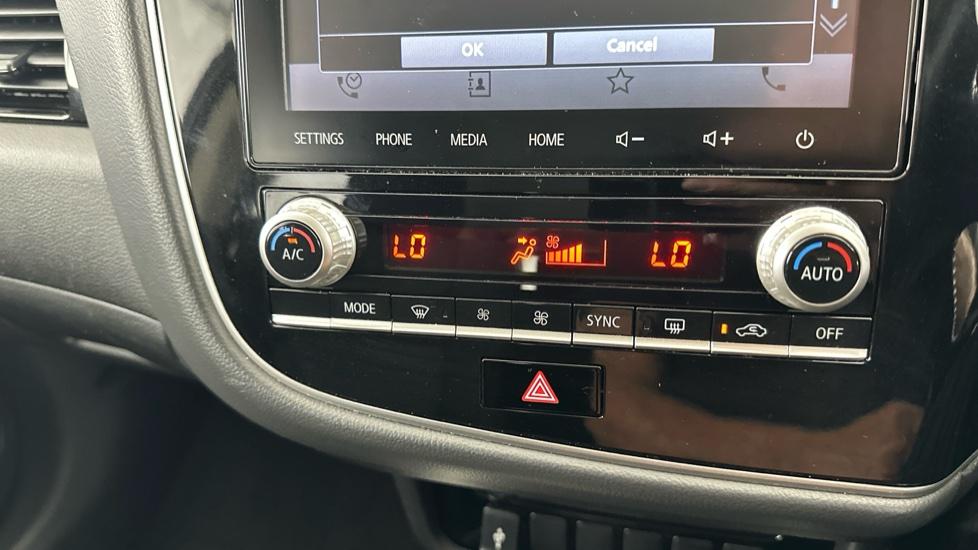 OK Cancel
SETTINGS PHONE MEDIA HOME
LO LO
A/C AUTO
MODE SYNC OFF